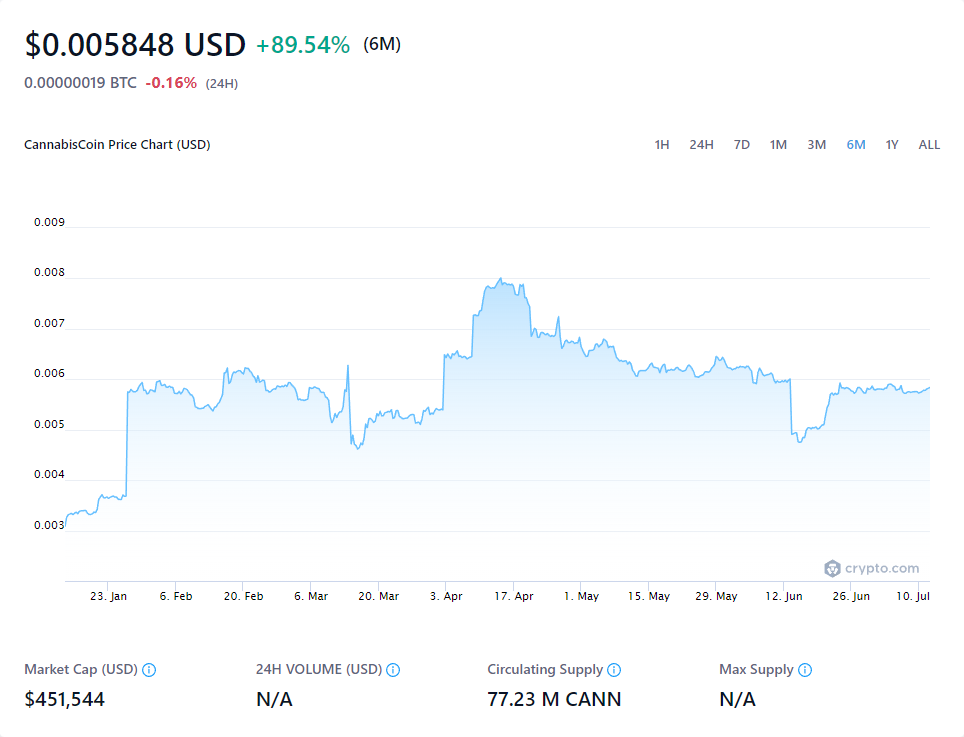 $0.005848 USD +89.54% (6M)
0.00000019 BTC -0.16% (24H)
CannabisCoin Price Chart (USD) 1H 24H 7D 1M 3M 6M 1Y ALL
0.009
0.008
0.007
0.006
0.005
0.004
0.003
crypto.com
23. Jan 6. Feb 20. Feb 6. Mar 20. Mar 3. Apr 17. Apr 1. May 15. May 29. May 12. Jun 26. Jun 10. Jul
Market Cap (USD) 24H VOLUME (USD) Circulating Supply Max Supply
$451,544 N/A 77.23 M CANN N/A